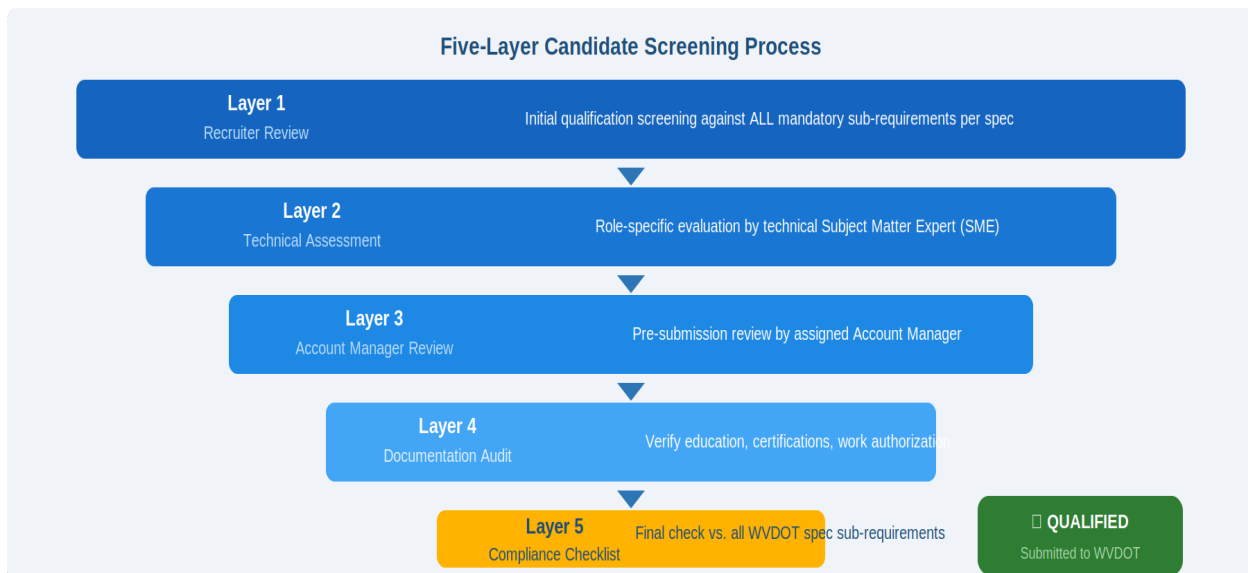 Five-Layer Candidate Screening Process
Layer 1
Recruiter Review
Initial qualification screening against ALL mandatory sub-requirements per spec
Layer 2
Technical Assessment
Role-specific evaluation by technical Subject Matter Expert (SME)
Layer 3
Account Manager Review
Pre-submission review by assigned Account Manager
Layer 4
Documentation Audit
Verify education, certifications, work authorization
Layer 5
Compliance Checklist
Final check vs. all WVDOT spec sub-requirements
QUALIFIED
Submitted to WVDOT